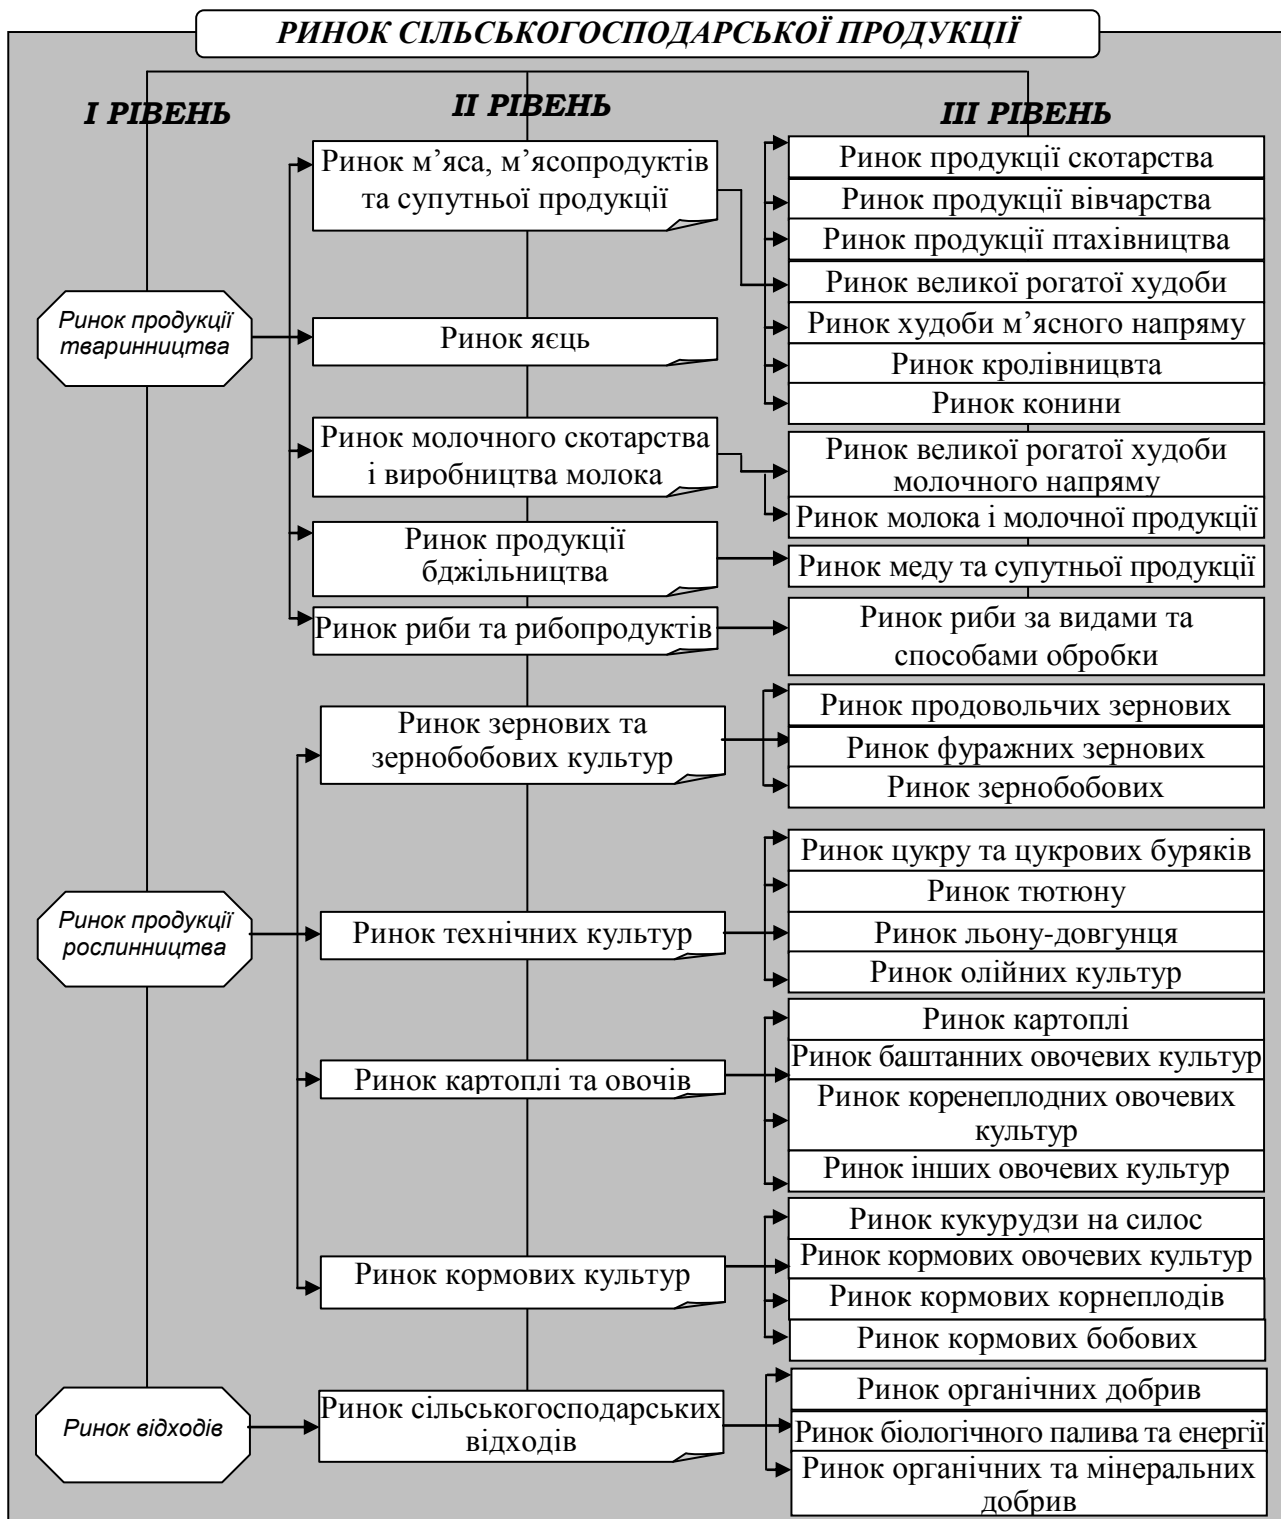 РИНОК СІЛЬСЬКОГОСПОДАРСЬКОЇ ПРОДУКЦІЇ
І РІВЕНЬ
ІІ РІВЕНЬ
ІІІ РІВЕНЬ
Ринок продукції
тваринництва
Ринок м’яса, м’ясопродуктів
та супутньої продукції
Ринок продукції скотарства
Ринок продукції вівчарства
Ринок продукції птахівництва
Ринок великої рогатої худоби
Ринок худоби м’ясного напряму
Ринок кролівницвта
Ринок конини
Ринок яєць
Ринок молочного скотарства
і виробництва молока
Ринок великої рогатої худоби
молочного напряму
Ринок молока і молочної продукції
Ринок продукції
бджільництва
Ринок меду та супутньої продукції
Ринок риби та рибопродуктів
Ринок риби за видами та
способами обробки
Ринок продукції
рослинництва
Ринок зернових та
зернобобових культур
Ринок продовольчих зернових
Ринок фуражних зернових
Ринок зернобобових
Ринок технічних культур
Ринок цукру та цукрових буряків
Ринок тютюну
Ринок льону-довгунця
Ринок олійних культур
Ринок картоплі та овочів
Ринок картоплі
Ринок баштанних овочевих культур
Ринок коренеплодних овочевих
культур
Ринок інших овочевих культур
Ринок кормових культур
Ринок кукурудзи на силос
Ринок кормових овочевих культур
Ринок кормових корнеплодів
Ринок кормових бобових
Ринок відходів
Ринок сільськогосподарських
відходів
Ринок органічних добрив
Ринок біологічного палива та енергії
Ринок органічних та мінеральних
добрив